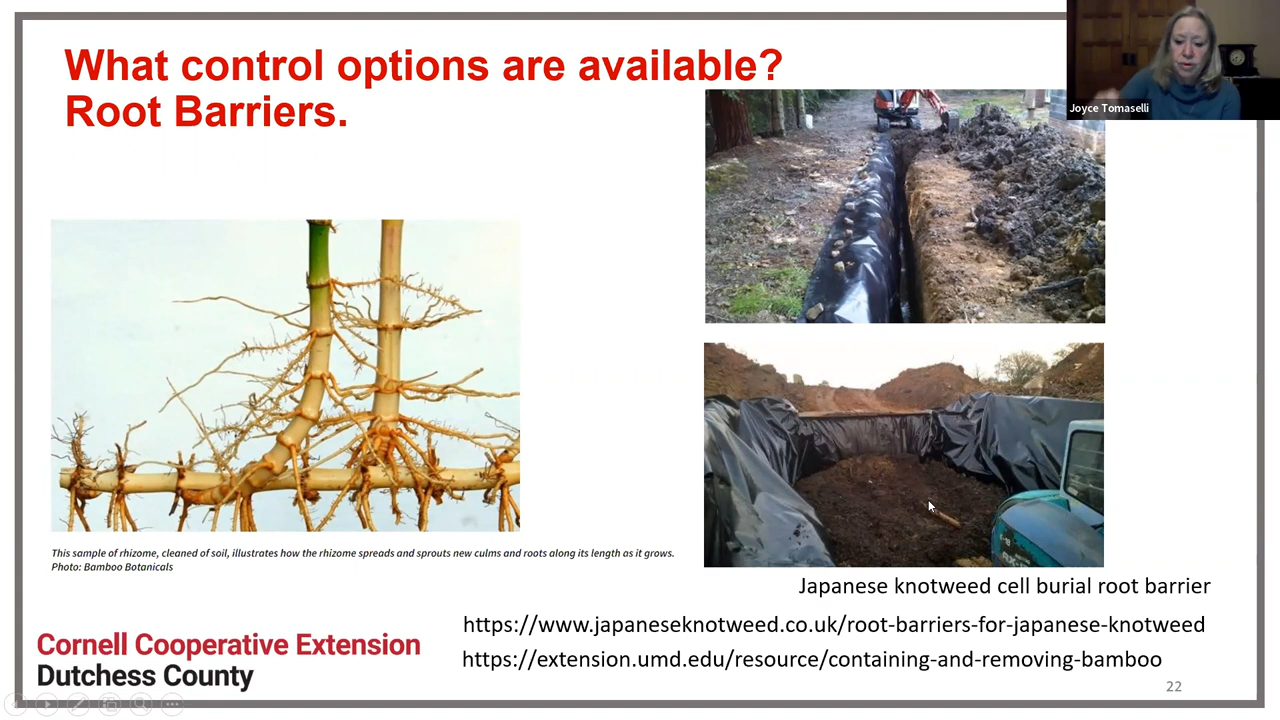 What control options are available?
Root Barriers.
Joyce Tomaselli
This sample of rhizome, cleaned of soil, illustrates how the rhizome spreads and sprouts new culms and roots along its length as it grows.
Photo: Bamboo Botanicals
Japanese knotweed cell burial root barrier
https://www.japaneseknotweed.co.uk/root-barriers-for-japanese-knotweed
https://extension.umd.edu/resource/containing-and-removing-bamboo
Cornell Cooperative Extension
Dutchess County
22